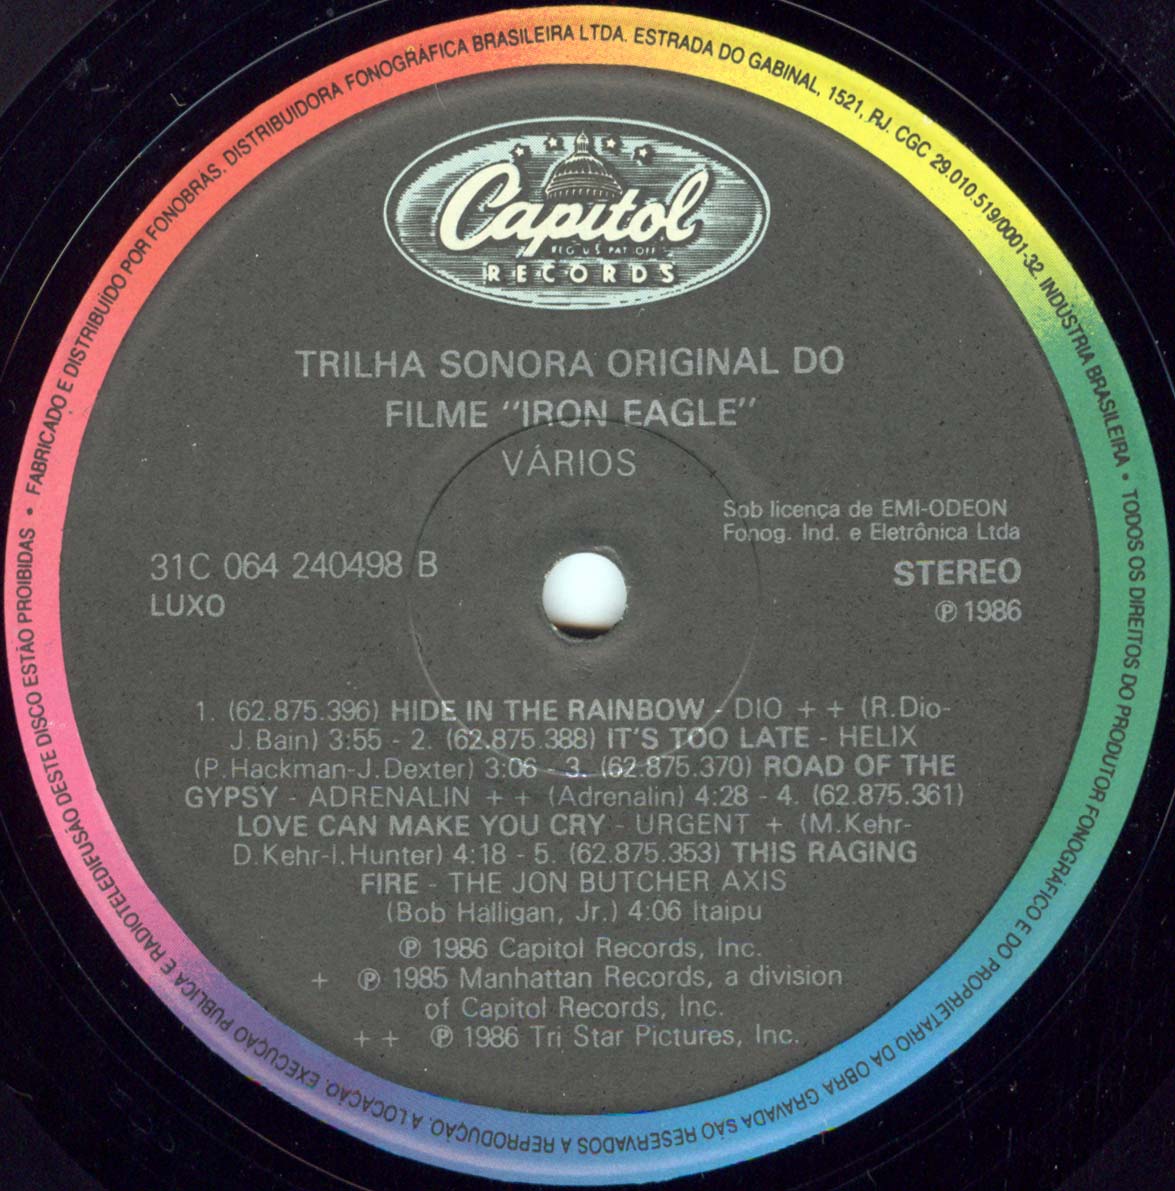 FABRICADO E DISTRIBUIDO POR FONOBRÁS. DISTRIBUIDORA FONOGRÁFICA BRASILEIRA LTDA. ESTRADA DO GABINAL, 1521, RJ. CGC 29.010.519/0001-32. INDÚSTRIA BRASILEIRA • TODOS OS DIREITOS DO PRODUTOR FONOGRÁFICO E DO PROPRIETARIO DA OBRA GRAVADA SÃO RESERVADOS A REPRODUÇÃO. A LOCAÇÃO. EXECUÇÃO PUBLICA E RADIOTELEDIFUSÃO DESTE DISCO ESTÃO PROIBIDAS •
Capitol
REG. U.S. PAT. OFF.
RECORDS
TRILHA SONORA ORIGINAL DO
FILME "IRON EAGLE"
VÁRIOS
Sob licença de EMI-ODEON
Fonog. Ind. e Eletrônica Ltda
31C 064 240498 B
LUXO
STEREO
℗ 1986
1. (62.875.396) HIDE IN THE RAINBOW - DIO + + (R.Dio-
J.Bain) 3:55 - 2. (62.875.388) IT'S TOO LATE - HELIX
(P.Hackman-J.Dexter) 3:06 - 3. (62.875.370) ROAD OF THE
GYPSY - ADRENALIN + + (Adrenalin) 4:28 - 4. (62.875.361)
LOVE CAN MAKE YOU CRY - URGENT + (M.Kehr-
D.Kehr-I.Hunter) 4:18 - 5. (62.875.353) THIS RAGING
FIRE - THE JON BUTCHER AXIS
(Bob Halligan, Jr.) 4:06 Itaipu
℗ 1986 Capitol Records, Inc.
+ ℗ 1985 Manhattan Records, a division
of Capitol Records, Inc.
+ + ℗ 1986 Tri Star Pictures, Inc.